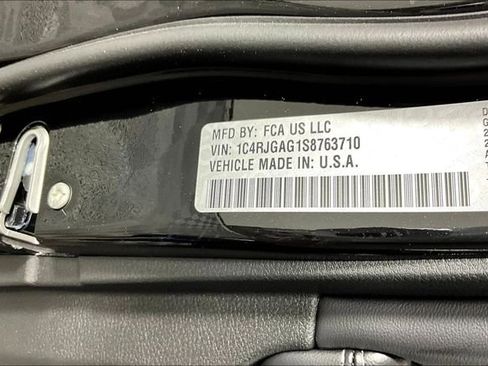 MFD BY: FCA US LLC
VIN: 1C4RJGAG1S8763710
VEHICLE MADE IN: U.S.A.